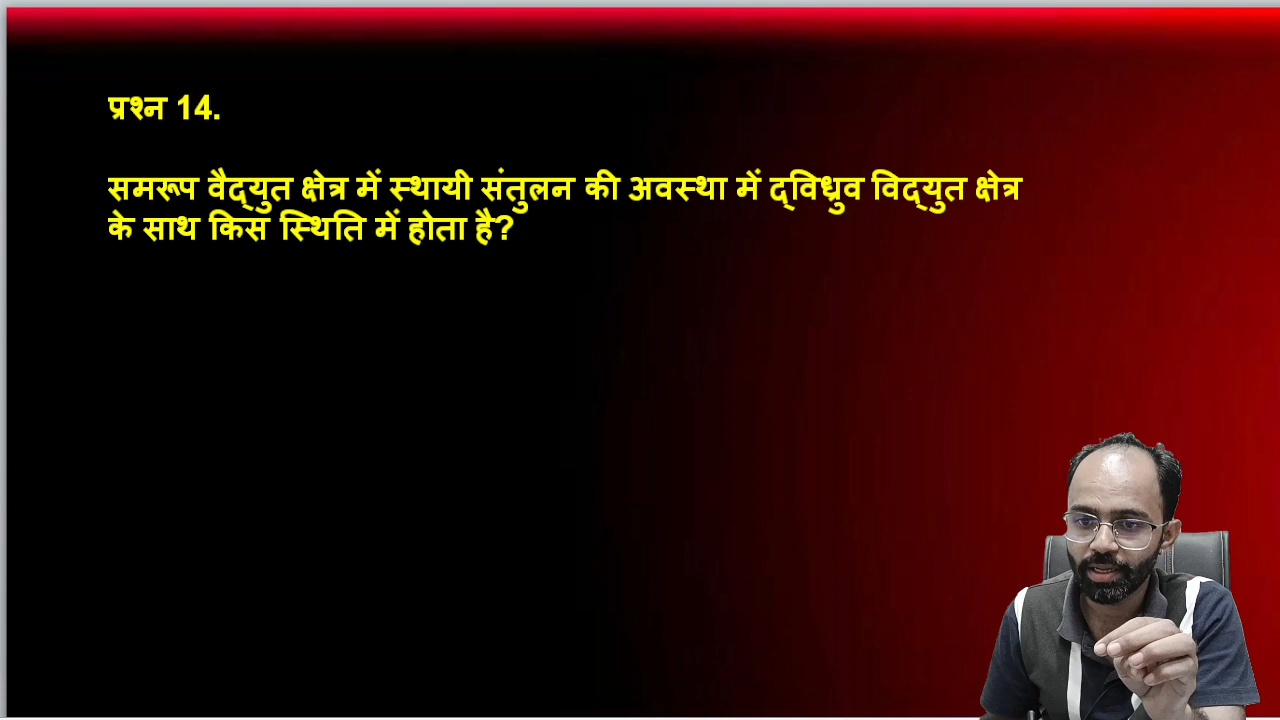 प्रश्न 14.
समरूप वैद्युत क्षेत्र में स्थायी संतुलन की अवस्था में द्विध्रुव विद्युत क्षेत्र
के साथ किस स्थिति में होता है?